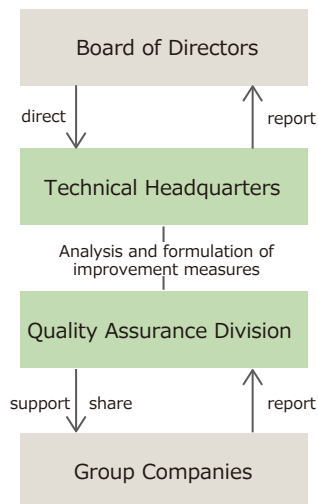 Board of Directors
direct
report
Technical Headquarters
Analysis and formulation of
improvement measures
Quality Assurance Division
support
share
report
Group Companies